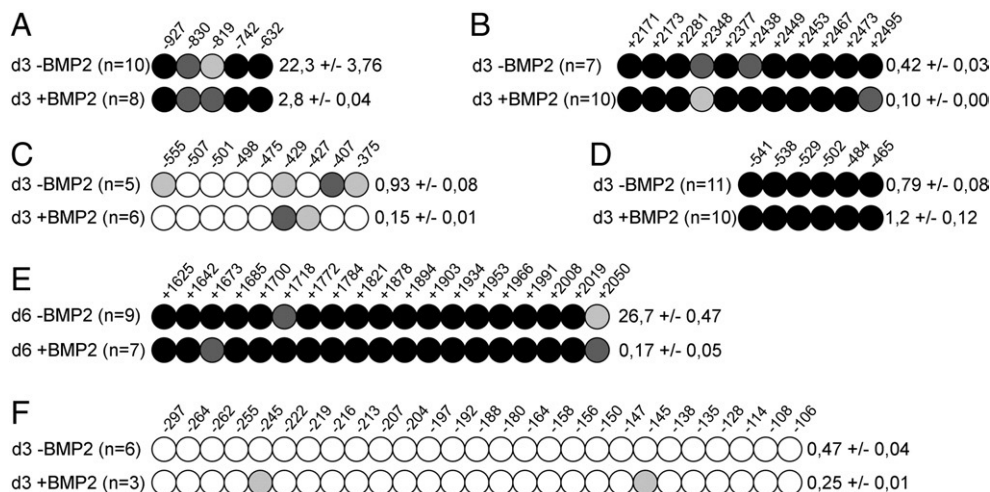 A
-927 -830 -819 -742 -632
d3 -BMP2 (n=10) 22,3 +/- 3,76
d3 +BMP2 (n=8) 2,8 +/- 0,04
B
+2171 +2173 +2281 +2348 +2377 +2438 +2449 +2453 +2467 +2473 +2495
d3 -BMP2 (n=7) 0,42 +/- 0,03
d3 +BMP2 (n=10) 0,10 +/- 0,00
C
-555 -507 -501 -498 -475 -429 -427 -407 -375
d3 -BMP2 (n=5) 0,93 +/- 0,08
d3 +BMP2 (n=6) 0,15 +/- 0,01
D
-541 -538 -529 -502 -484 -465
d3 -BMP2 (n=11) 0,79 +/- 0,08
d3 +BMP2 (n=10) 1,2 +/- 0,12
E
+1625 +1642 +1673 +1685 +1700 +1718 +1772 +1784 +1821 +1878 +1894 +1903 +1934 +1953 +1966 +1991 +2008 +2019 +2050
d6 -BMP2 (n=9) 26,7 +/- 0,47
d6 +BMP2 (n=7) 0,17 +/- 0,05
F
-297 -264 -262 -255 -245 -222 -219 -216 -213 -207 -204 -197 -192 -188 -180 -164 -158 -156 -150 -147 -145 -138 -135 -128 -114 -108 -106
d3 -BMP2 (n=6) 0,47 +/- 0,04
d3 +BMP2 (n=3) 0,25 +/- 0,01